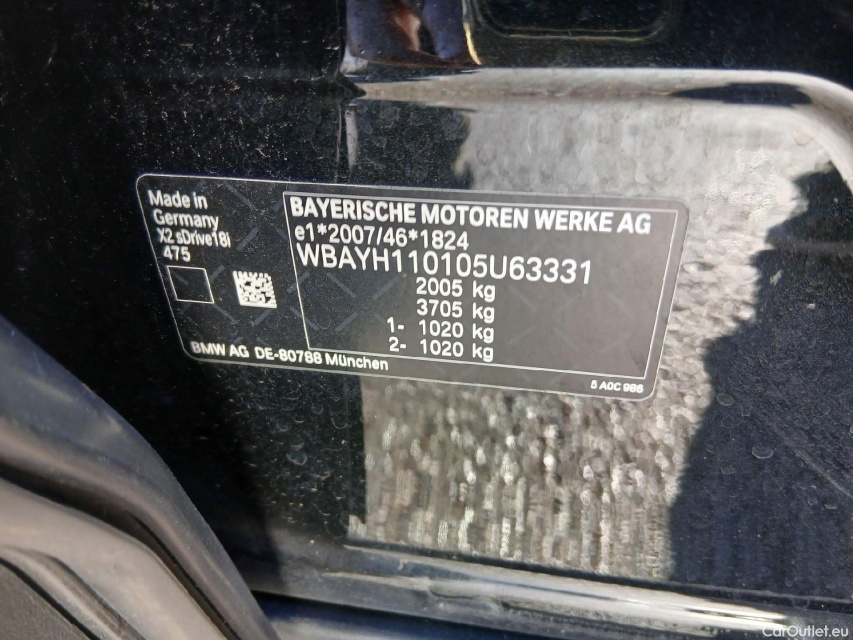 Made in
Germany
X2 sDrive18i
475
BAYERISCHE MOTOREN WERKE AG
e1*2007/46*1824
WBAYH110105U63331
2005 kg
3705 kg
1- 1020 kg
2- 1020 kg
BMW AG DE-80788 München
5 A0C 986
CarOutlet.eu